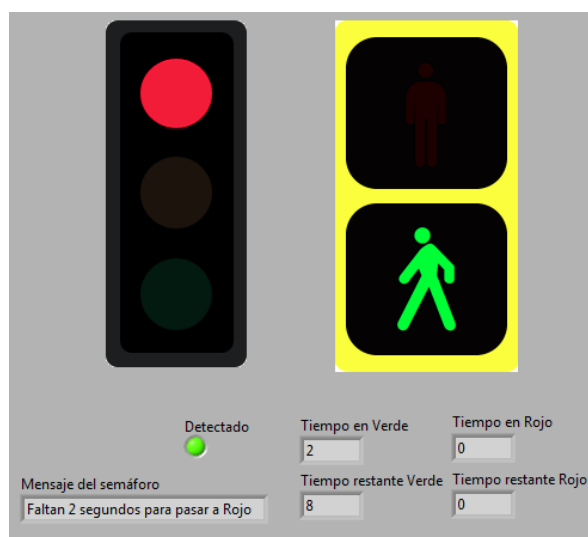 Detectado
Tiempo en Verde
Tiempo en Rojo
2
0
Mensaje del semáforo
Tiempo restante Verde
Tiempo restante Rojo
Faltan 2 segundos para pasar a Rojo
8
0